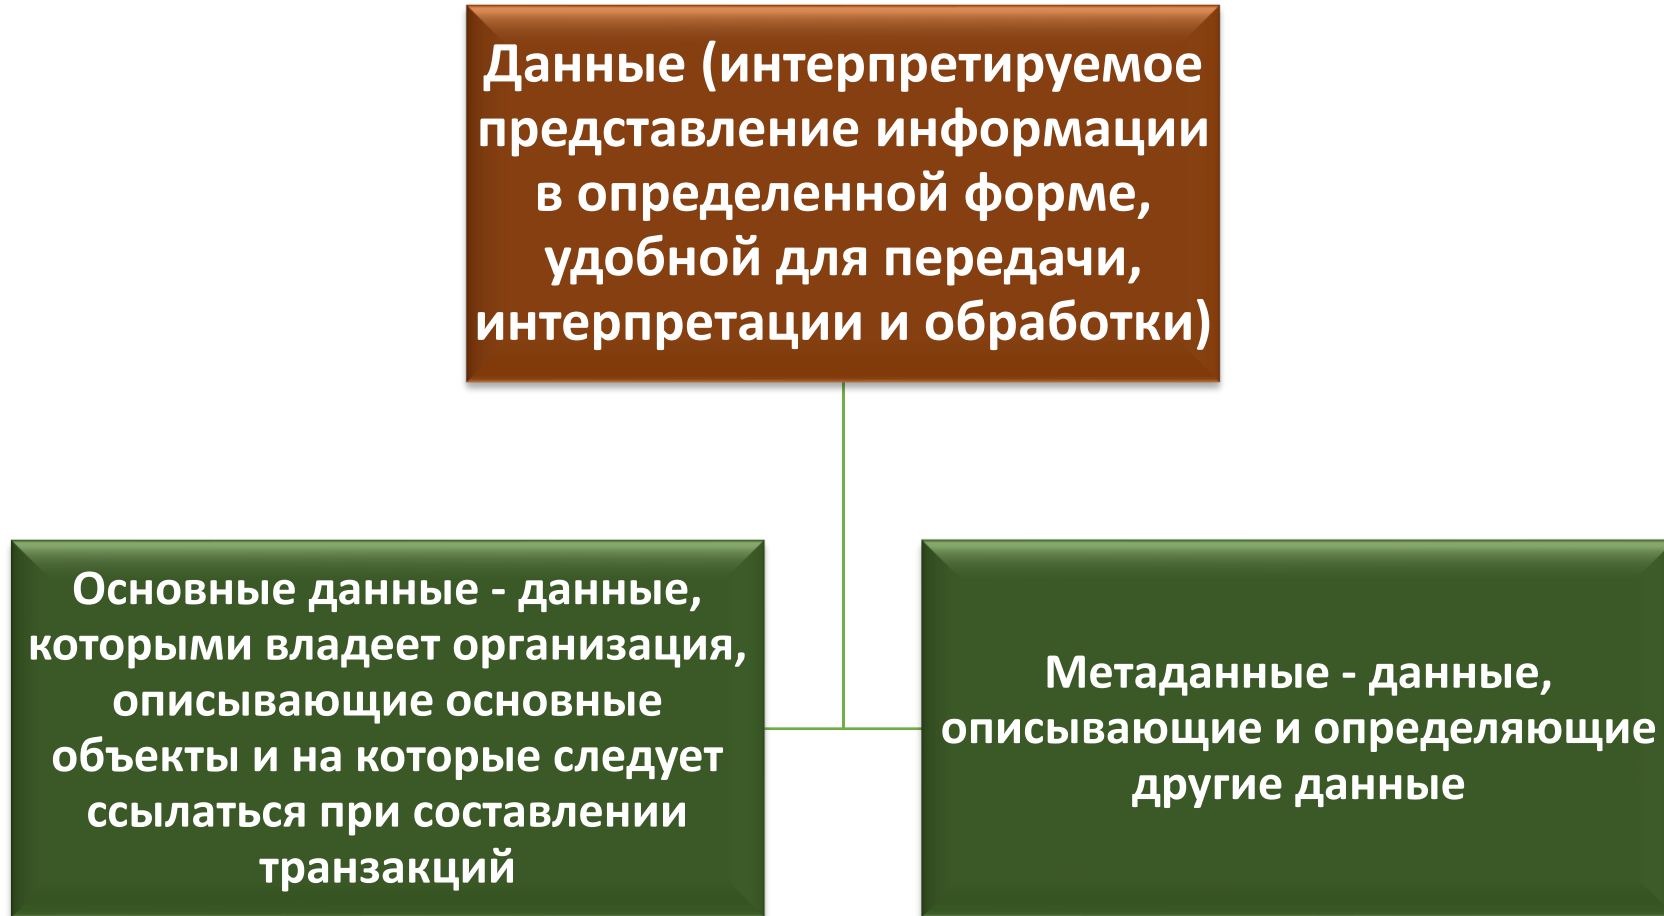 Данные (интерпретируемое
представление информации
в определенной форме,
удобной для передачи,
интерпретации и обработки)
Основные данные - данные,
которыми владеет организация,
описывающие основные
объекты и на которые следует
ссылаться при составлении
транзакций
Метаданные - данные,
описывающие и определяющие
другие данные